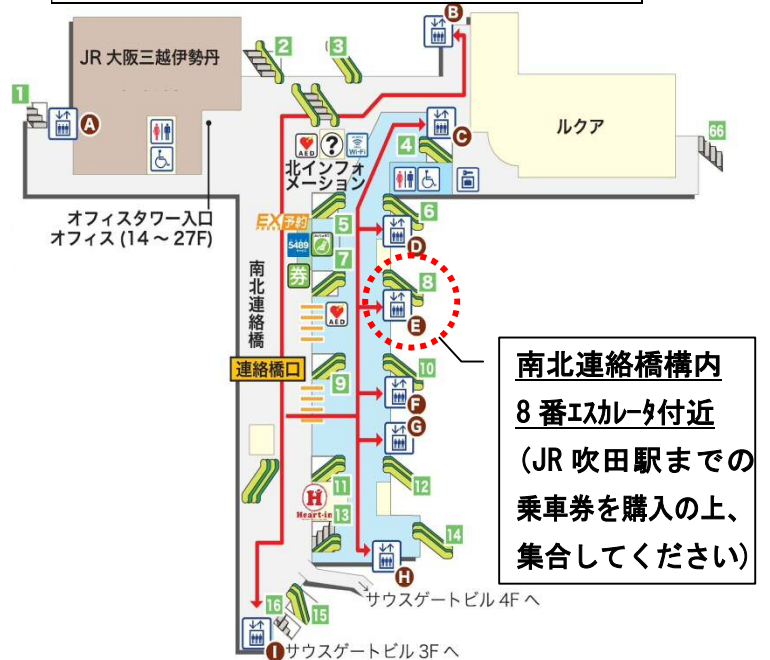 B
JR 大阪三越伊勢丹
2
3
1
A
C
ルクア
66
AED
?
Wi-Fi
4
北インフォ
メーション
オフィスタワー入口
オフィス (14～27F)
EX予約
5
6
D
5489
券
7
8
南北連絡橋
AED
E
連絡橋口
9
10
F
G
南北連絡橋構内
8 番ｴｽｶﾚｰﾀ付近
(JR 吹田駅までの
乗車券を購入の上、
集合してください)
11
12
H
Heart-in
13
14
H
サウスゲートビル 4F へ
16
15
I
サウスゲートビル 3F へ